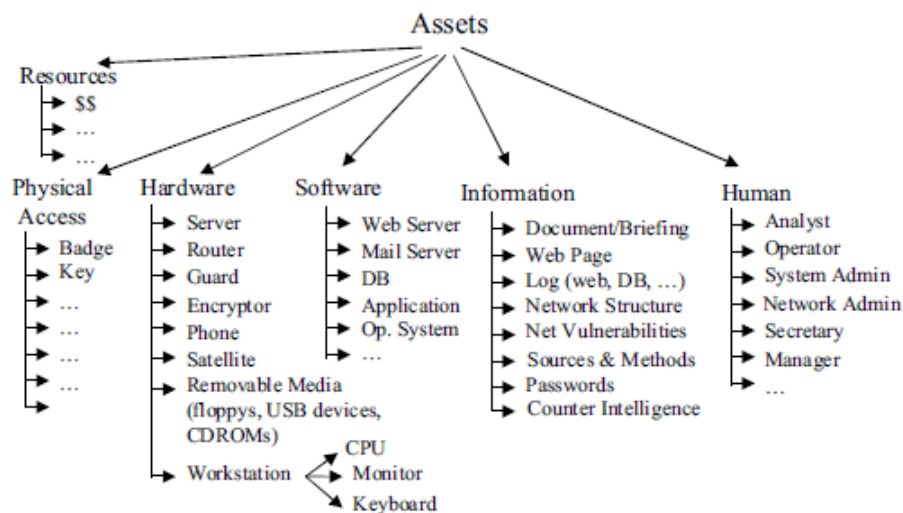 Assets
Resources
$$
…
…
Physical
Access
Badge
Key
…
…
…
…
Hardware
Server
Router
Guard
Encryptor
Phone
Satellite
Removable Media
(floppys, USB devices,
CDROMs)
Workstation
CPU
Monitor
Keyboard
Software
Web Server
Mail Server
DB
Application
Op. System
…
Information
Document/Briefing
Web Page
Log (web, DB, …)
Network Structure
Net Vulnerabilities
Sources & Methods
Passwords
Counter Intelligence
Human
Analyst
Operator
System Admin
Network Admin
Secretary
Manager
…